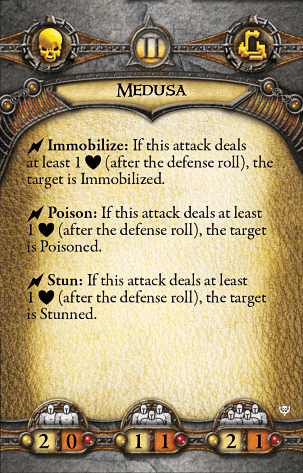 II
MEDUSA
Immobilize: If this attack deals
at least 1 (after the defense roll), the
target is Immobilized.
Poison: If this attack deals at least
1 (after the defense roll), the target
is Poisoned.
Stun: If this attack deals at least
1 (after the defense roll), the target
is Stunned.
2 0 1 1 2 1